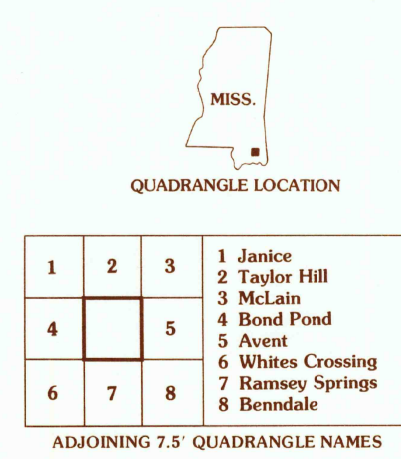 MISS.
QUADRANGLE LOCATION
1 2 3
4 5
6 7 8
1 Janice
2 Taylor Hill
3 McLain
4 Bond Pond
5 Avent
6 Whites Crossing
7 Ramsey Springs
8 Benndale
ADJOINING 7.5' QUADRANGLE NAMES